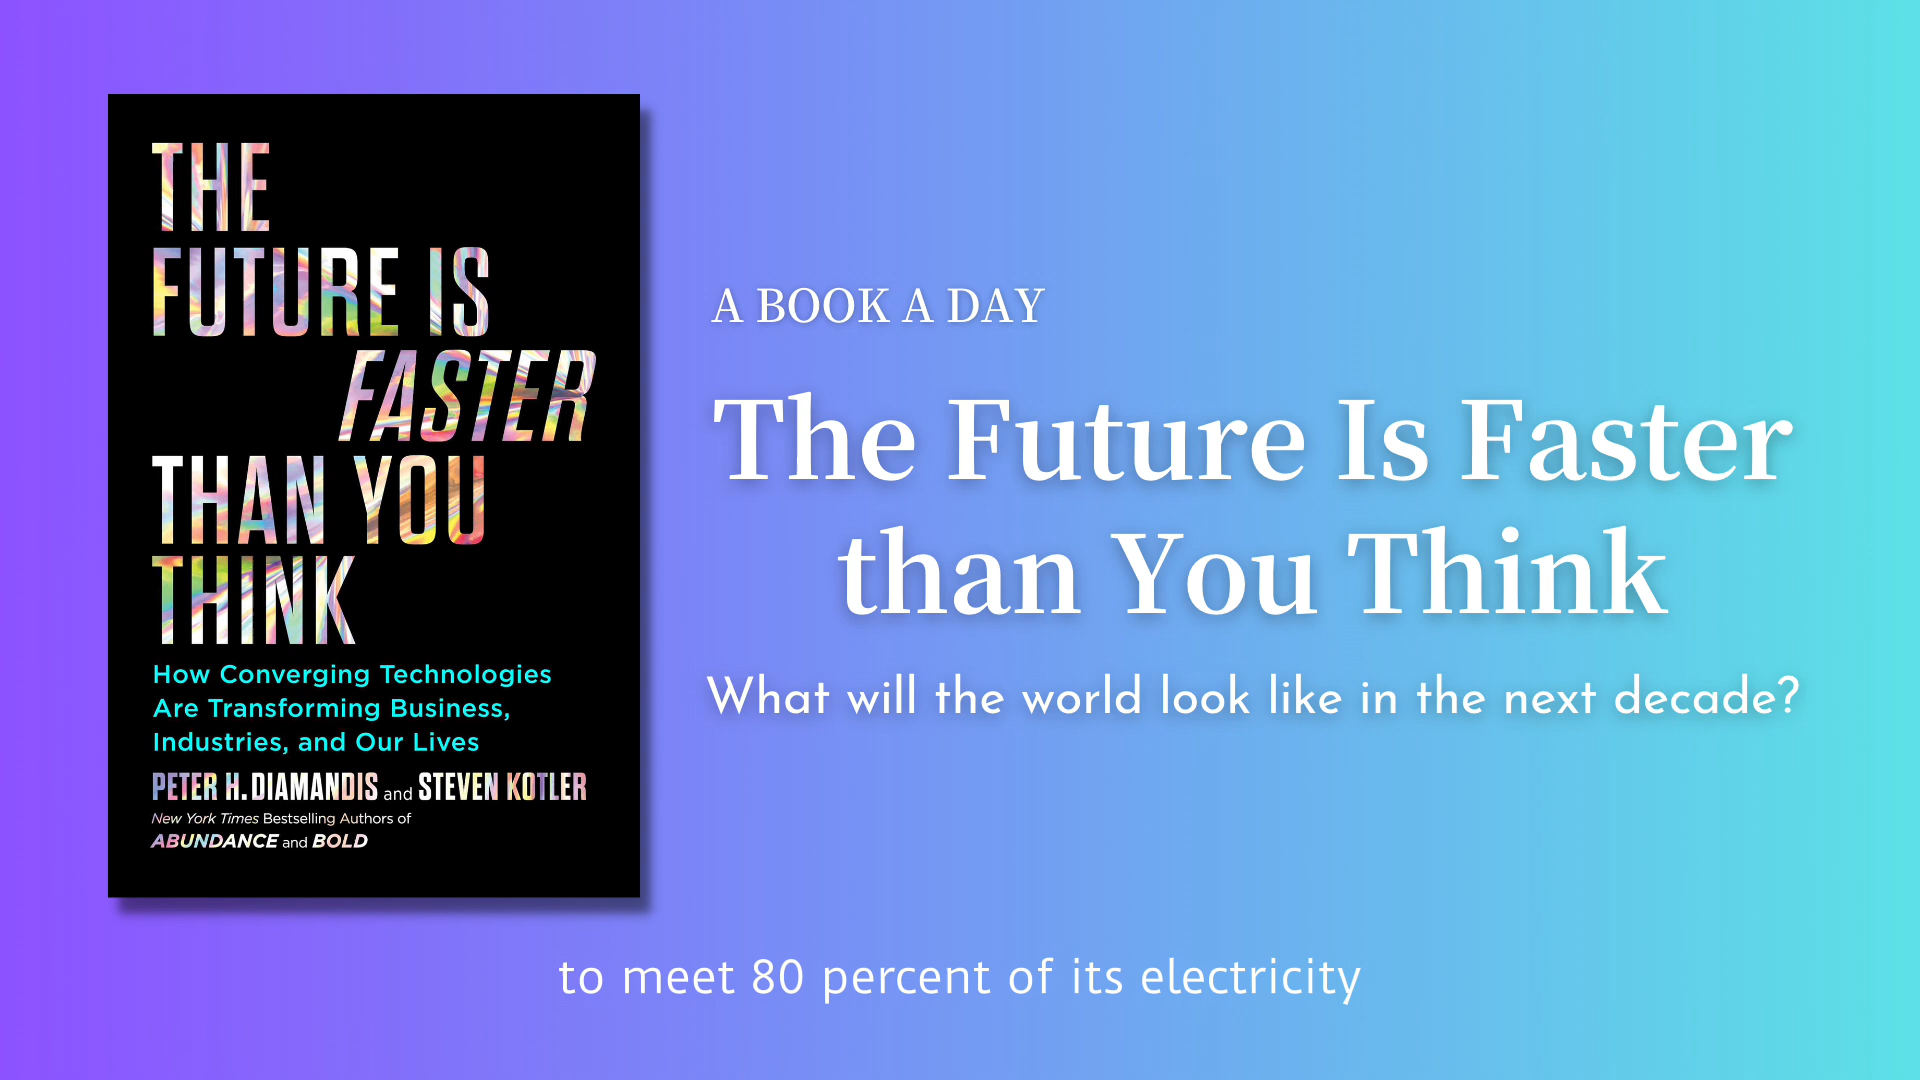 THE
FUTURE IS
FASTER
THAN YOU
THINK
How Converging Technologies
Are Transforming Business,
Industries, and Our Lives
PETER H. DIAMANDIS and STEVEN KOTLER
New York Times Bestselling Authors of
ABUNDANCE and BOLD
A BOOK A DAY
The Future Is Faster
than You Think
What will the world look like in the next decade?
to meet 80 percent of its electricity